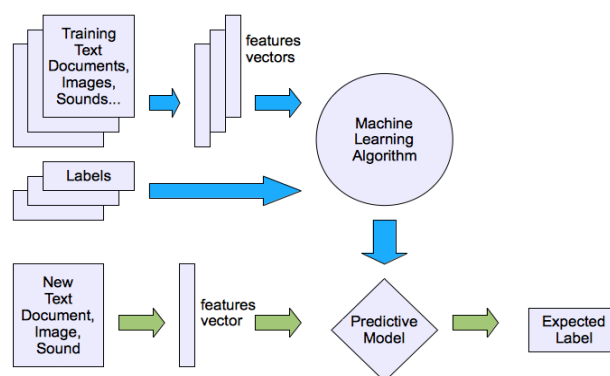 Training
Text
Documents,
Images,
Sounds...
features
vectors
Machine
Learning
Algorithm
Labels
New
Text
Document,
Image,
Sound
features
vector
Predictive
Model
Expected
Label